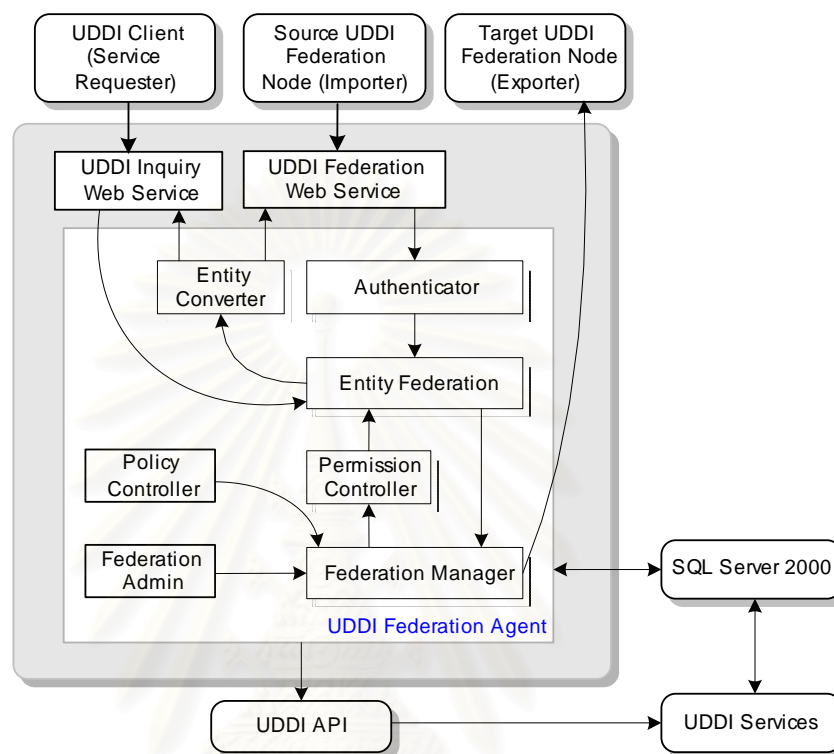 UDDI Client
(Service
Requester)
Source UDDI
Federation
Node (Importer)
Target UDDI
Federation Node
(Exporter)
UDDI Inquiry
Web Service
UDDI Federation
Web Service
Entity
Converter
Authenticator
Entity Federation
Policy
Controller
Permission
Controller
Federation
Admin
Federation Manager
SQL Server 2000
UDDI Federation Agent
UDDI API
UDDI Services